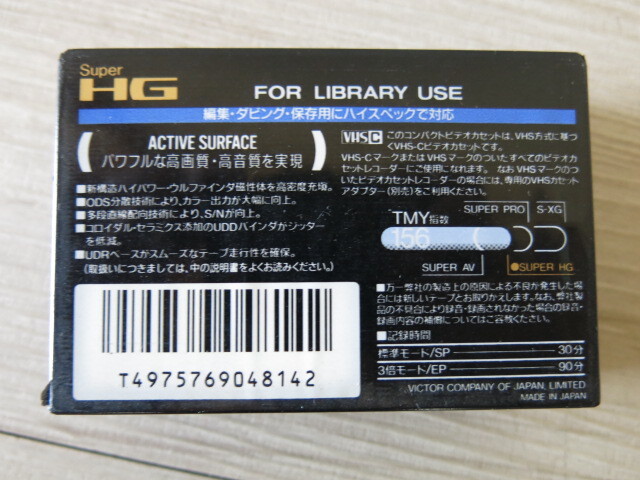 Super
HG
FOR LIBRARY USE
編集・ダビング・保存用にハイスペックで対応
ACTIVE SURFACE
パワフルな高画質・高音質を実現
■新構造ハイパワー・ウルファインダ磁性体を高密度充塡。
■ODS分散技術により、カラー出力が大幅に向上。
■多段直線配向技術により、S/Nが向上。
■コロイダル・セラミクス添加のUDDバインダがジッター
を低減。
■UDRベースがスムーズなテープ走行性を確保。
(取扱いにつきましては、中の説明書をよくお読みください。)
T4975769048142
VHSC このコンパクトビデオカセットは、VHS方式に基づ
くVHS-Cビデオカセットです。
VHS-CマークまたはVHSマークのついたすべてのビデオカ
セットレコーダーにご使用になれます。なおVHSマークのつ
いたビデオカセットレコーダーの場合には、専用のVHSカセット
アダプター(別売)をご利用ください。
SUPER PRO S-XG
TMY指数
156
SUPER AV ●SUPER HG
■万一弊社の製造上の原因による不良が発生した場
合には新しいテープとお取りかえします。なお、弊社製
品の不具合により録音・録画されなかった場合の録音・
録画内容の補償についてはご容赦ください。
■記録時間
標準モード/SP 30分
3倍モード/EP 90分
VICTOR COMPANY OF JAPAN, LIMITED
MADE IN JAPAN